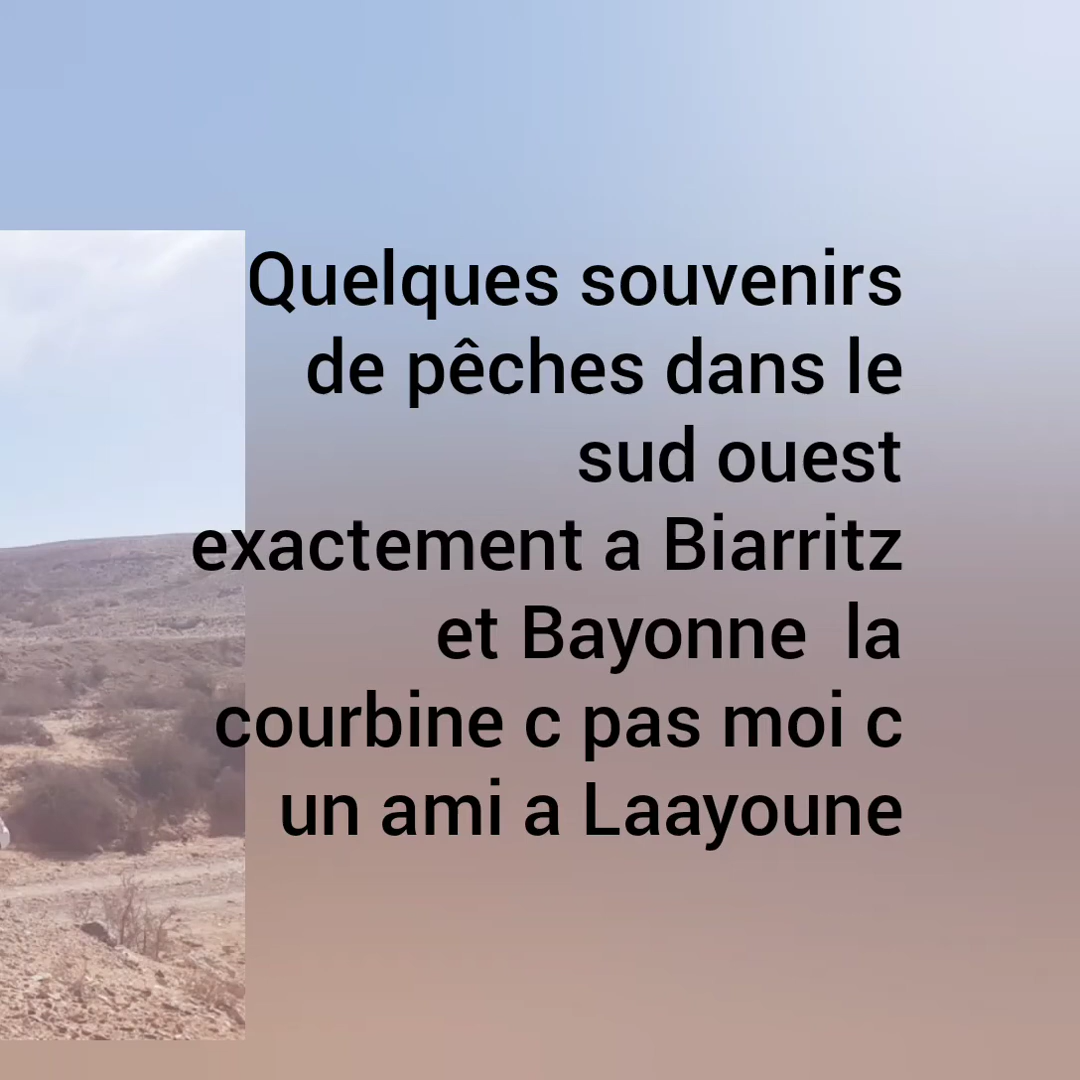 Quelques souvenirs
de pêches dans le
sud ouest
exactement a Biarritz
et Bayonne  la
courbine c pas moi c
un ami a Laayoune